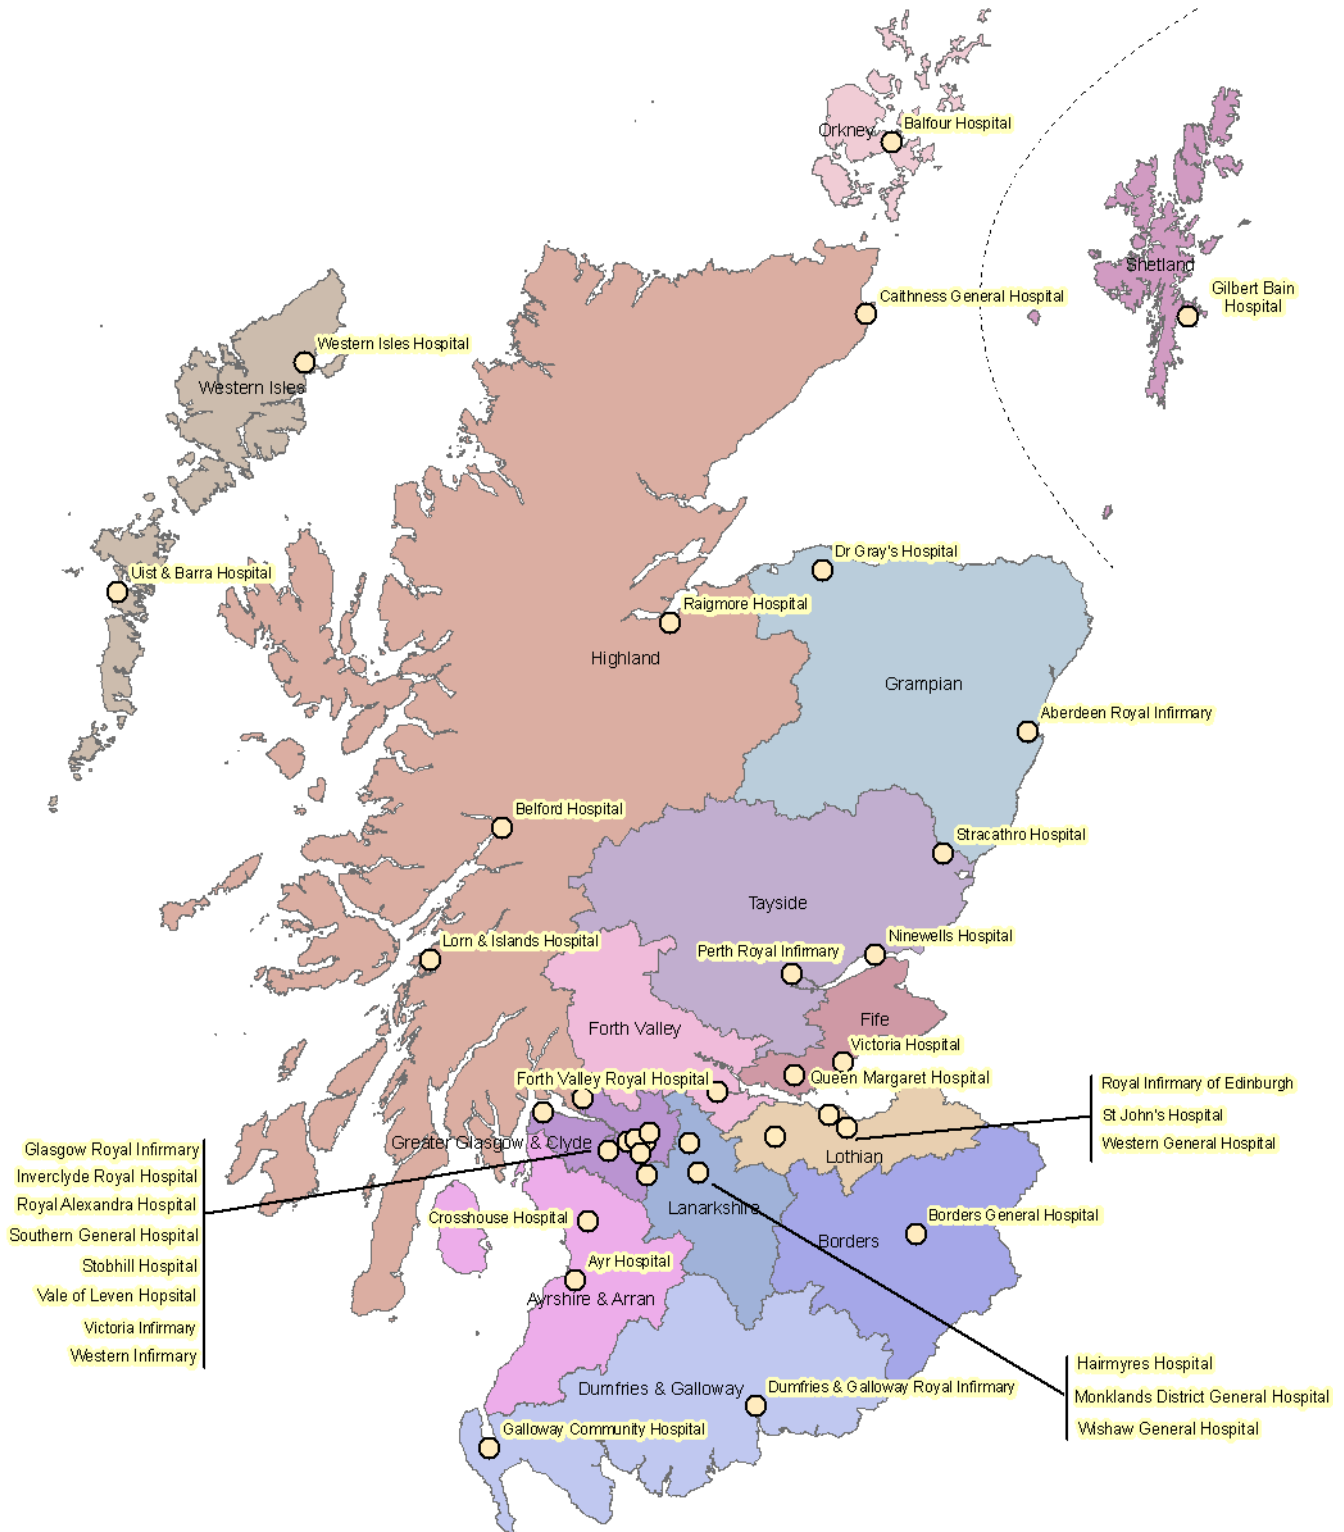 Balfour Hospital
Orkney
Shetland
Gilbert Bain
Hospital
Caithness General Hospital
Western Isles Hospital
Western Isles
Dr Gray's Hospital
Uist & Barra Hospital
Raigmore Hospital
Highland
Grampian
Aberdeen Royal Infirmary
Belford Hospital
Stracathro Hospital
Tayside
Ninewells Hospital
Lorn & Islands Hospital
Perth Royal Infirmary
Fife
Forth Valley
Victoria Hospital
Forth Valley Royal Hospital
Queen Margaret Hospital
Royal Infirmary of Edinburgh
St John's Hospital
Western General Hospital
Greater Glasgow & Clyde
Lothian
Glasgow Royal Infirmary
Inverclyde Royal Hospital
Royal Alexandra Hospital
Southern General Hospital
Stobhill Hospital
Vale of Leven Hopsital
Victoria Infirmary
Western Infirmary
Lanarkshire
Crosshouse Hospital
Borders General Hospital
Borders
Ayr Hospital
Ayrshire & Arran
Hairmyres Hospital
Monklands District General Hospital
Wishaw General Hospital
Dumfries & Galloway
Dumfries & Galloway Royal Infirmary
Galloway Community Hospital